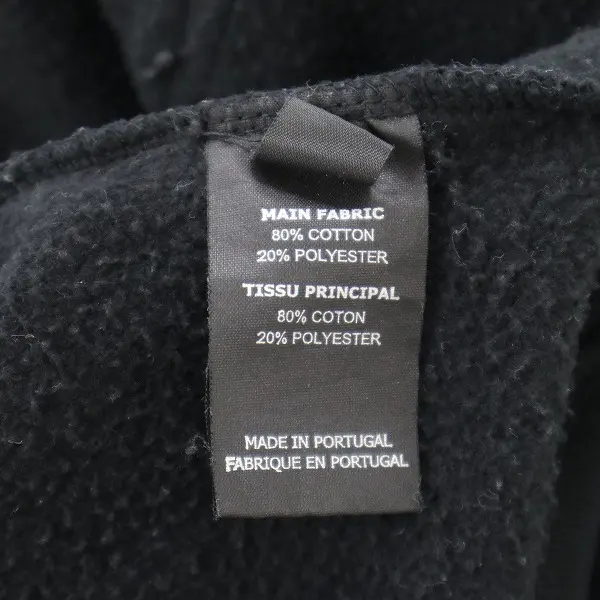 MAIN FABRIC
80% COTTON
20% POLYESTER
TISSU PRINCIPAL
80% COTON
20% POLYESTER
MADE IN PORTUGAL
FABRIQUE EN PORTUGAL